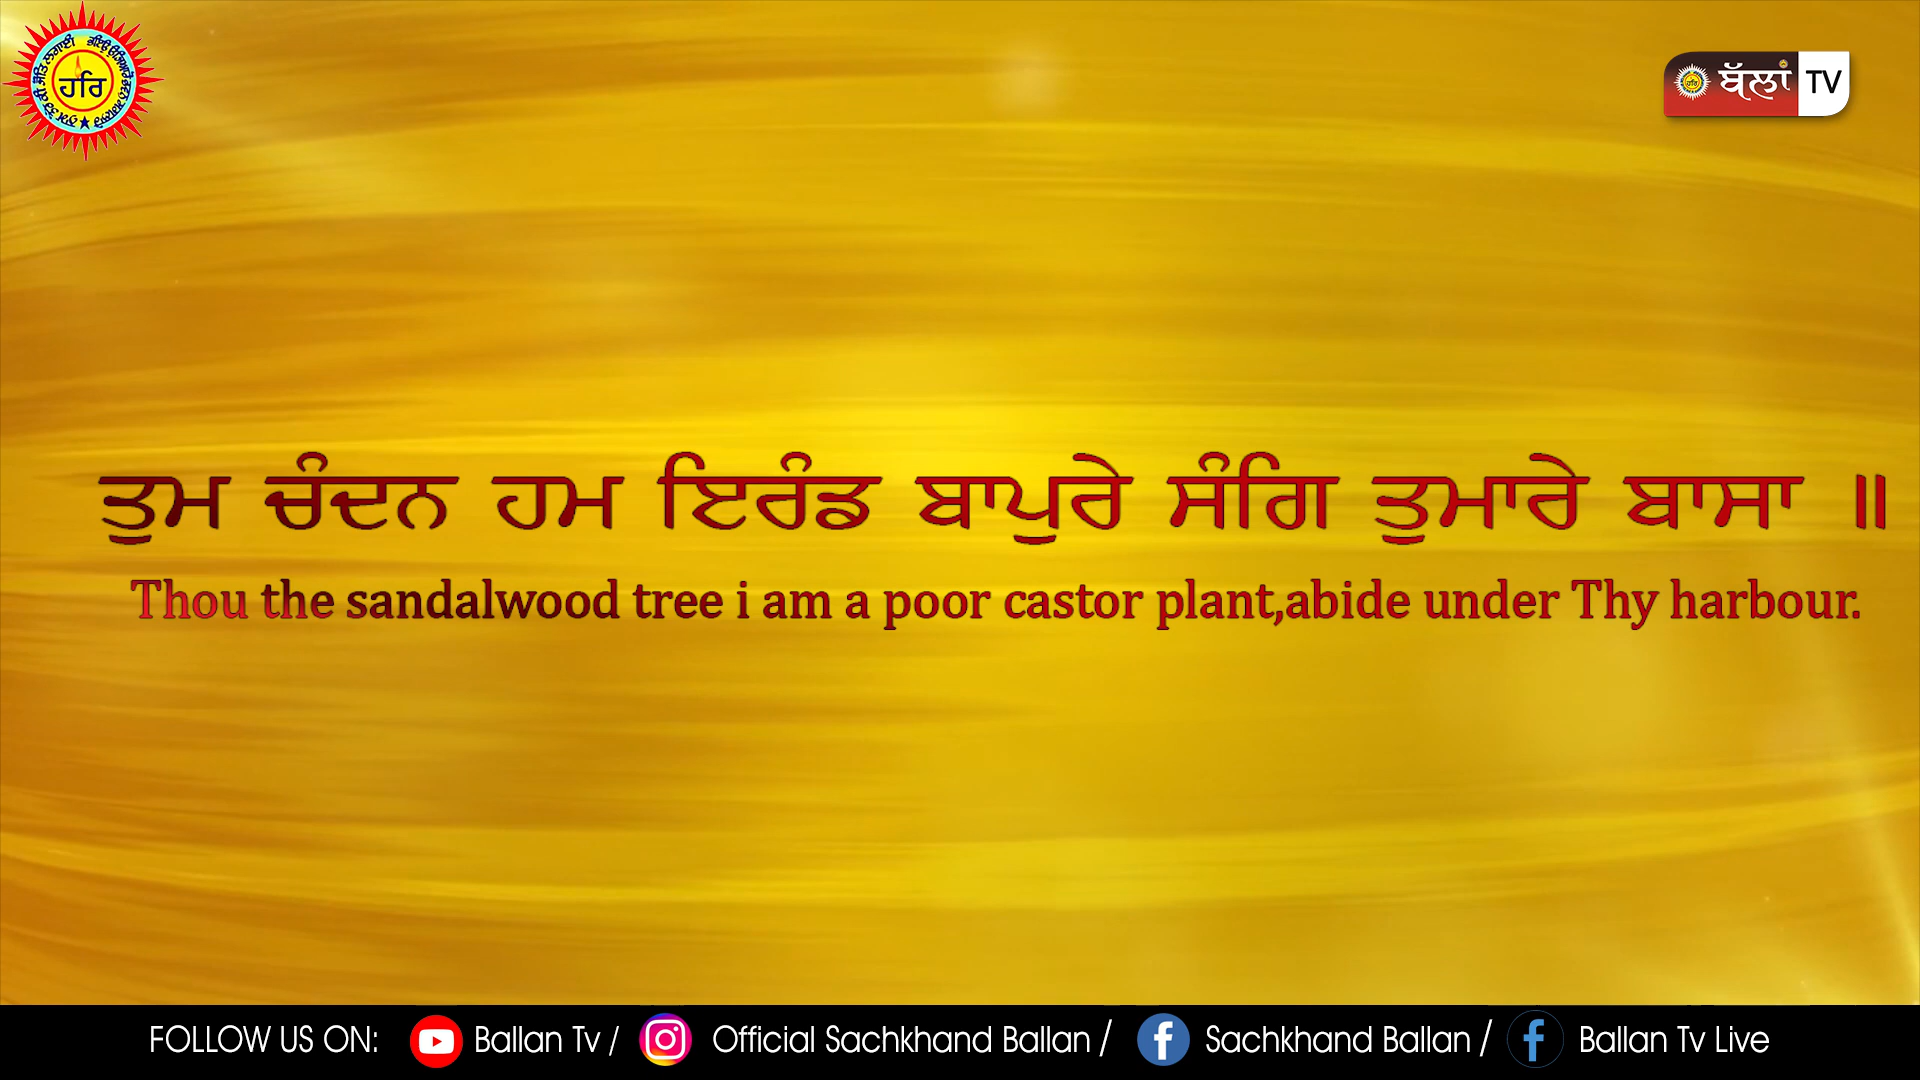 ਹਰਿ
ਬੱਲਾਂ TV
ਤੁਮ ਚੰਦਨ ਹਮ ਇਰੰਡ ਬਾਪੁਰੇ ਸੰਗਿ ਤੁਮਾਰੇ ਬਾਸਾ ॥
Thou the sandalwood tree i am a poor castor plant,abide under Thy harbour.
FOLLOW US ON: Ballan Tv / Official Sachkhand Ballan / Sachkhand Ballan / Ballan Tv Live